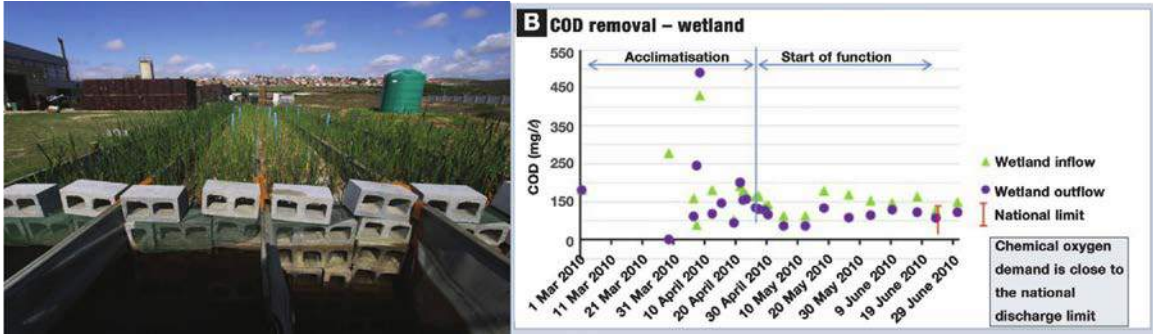 B COD removal – wetland
550
Acclimatisation
Start of function
450
350
250
150
0
COD (mg/ℓ)
1 Mar 2010
11 Mar 2010
21 Mar 2010
31 Mar 2010
10 April 2010
20 April 2010
30 April 2010
10 May 2010
20 May 2010
30 May 2010
9 June 2010
19 June 2010
29 June 2010
Wetland inflow
Wetland outflow
National limit
Chemical oxygen
demand is close to
the national
discharge limit